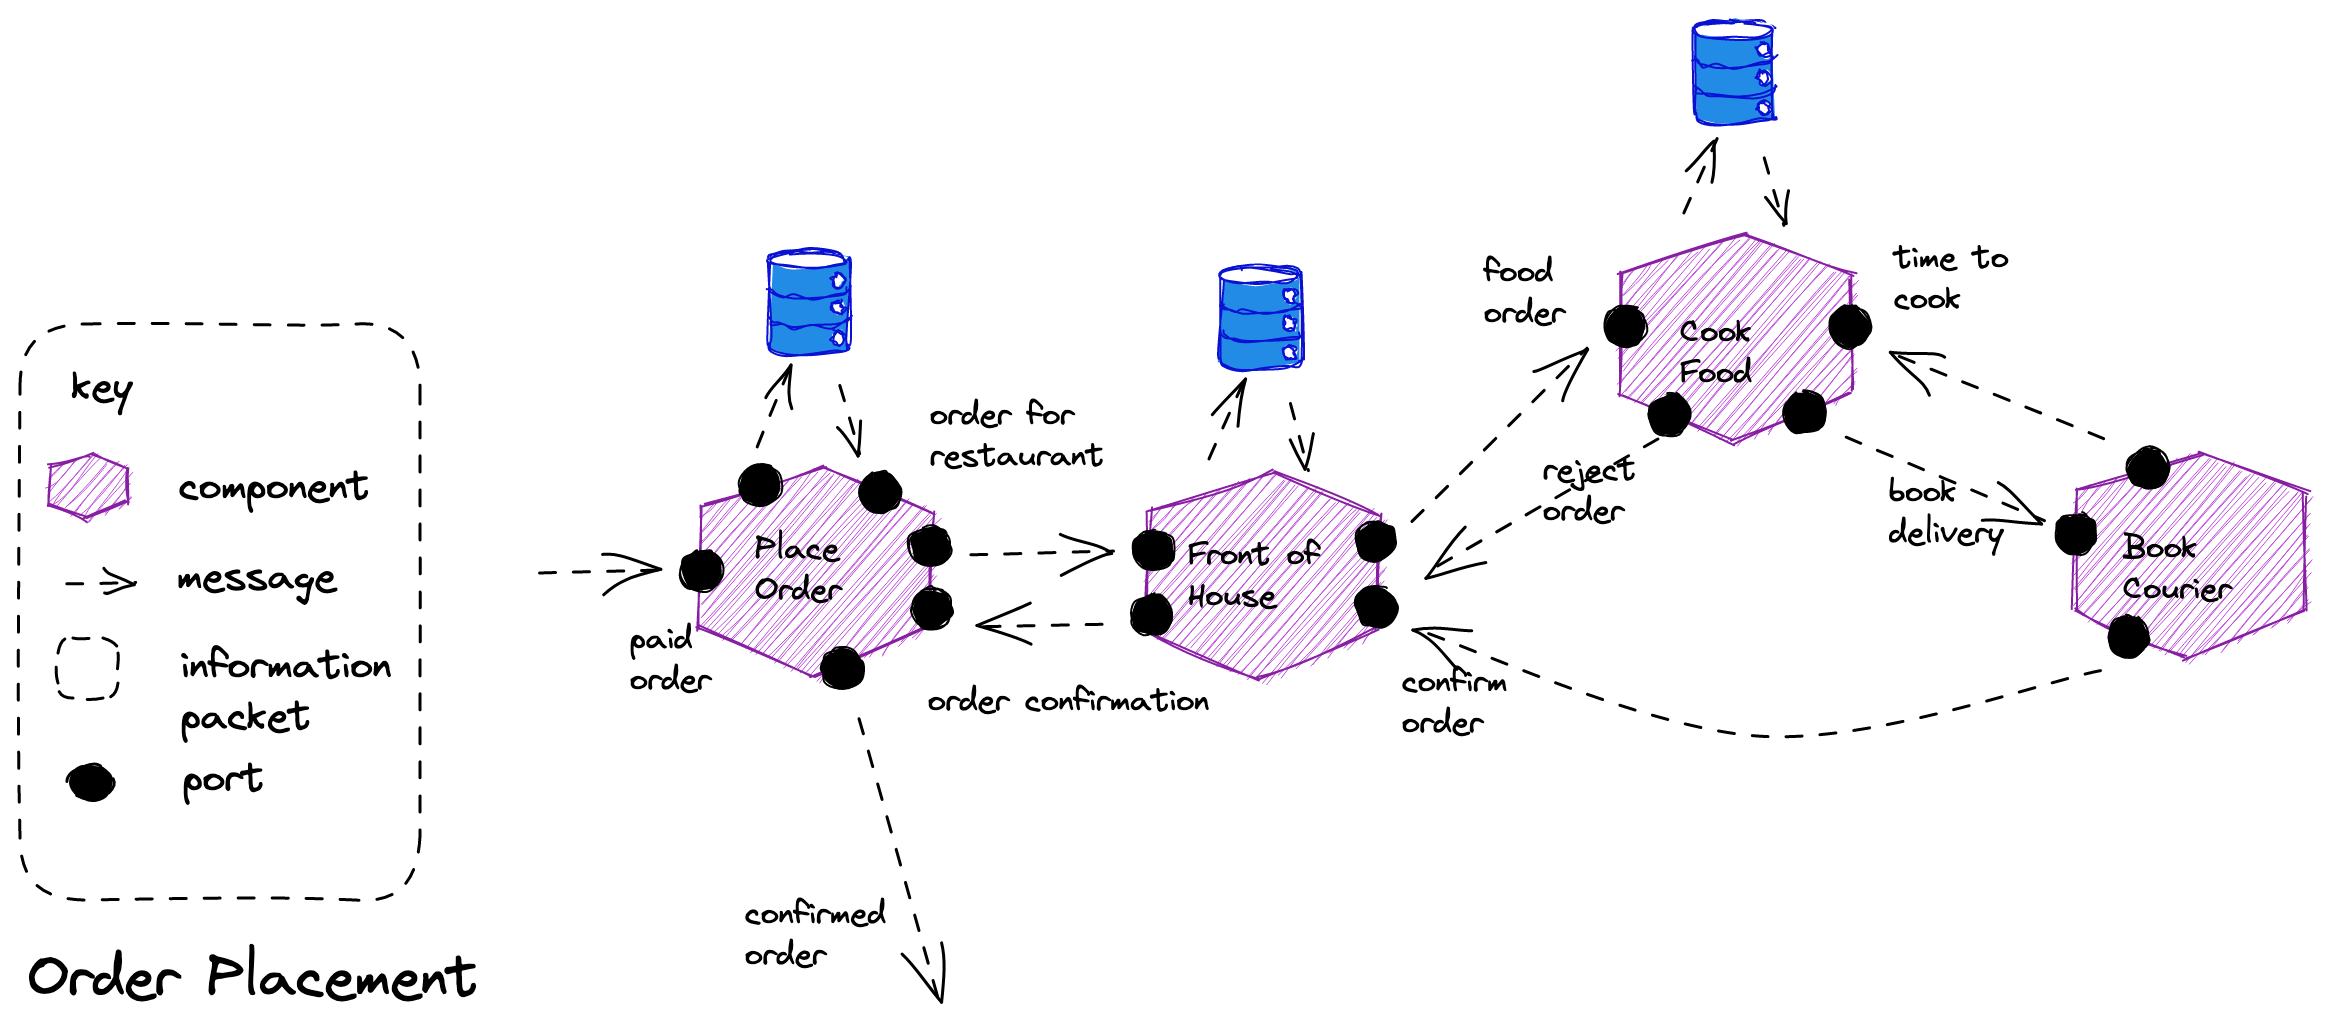 key
component
message
information
packet
port
Order Placement
paid
order
Place
Order
order for
restaurant
order confirmation
confirmed
order
Front of
House
food
order
reject
order
confirm
order
Cook
Food
time to
cook
book
delivery
Book
Courier